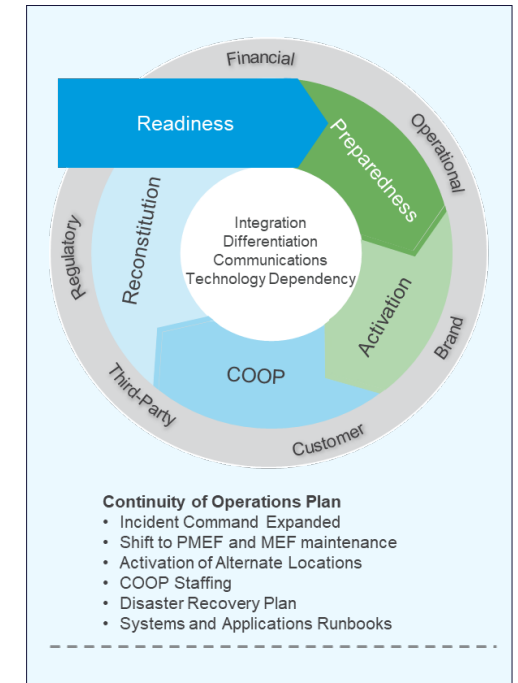 Financial
Operational
Brand
Customer
Third-Party
Regulatory
Readiness
Preparedness
Activation
COOP
Reconstitution
Integration
Differentiation
Communications
Technology Dependency
Continuity of Operations Plan
• Incident Command Expanded
• Shift to PMEF and MEF maintenance
• Activation of Alternate Locations
• COOP Staffing
• Disaster Recovery Plan
• Systems and Applications Runbooks